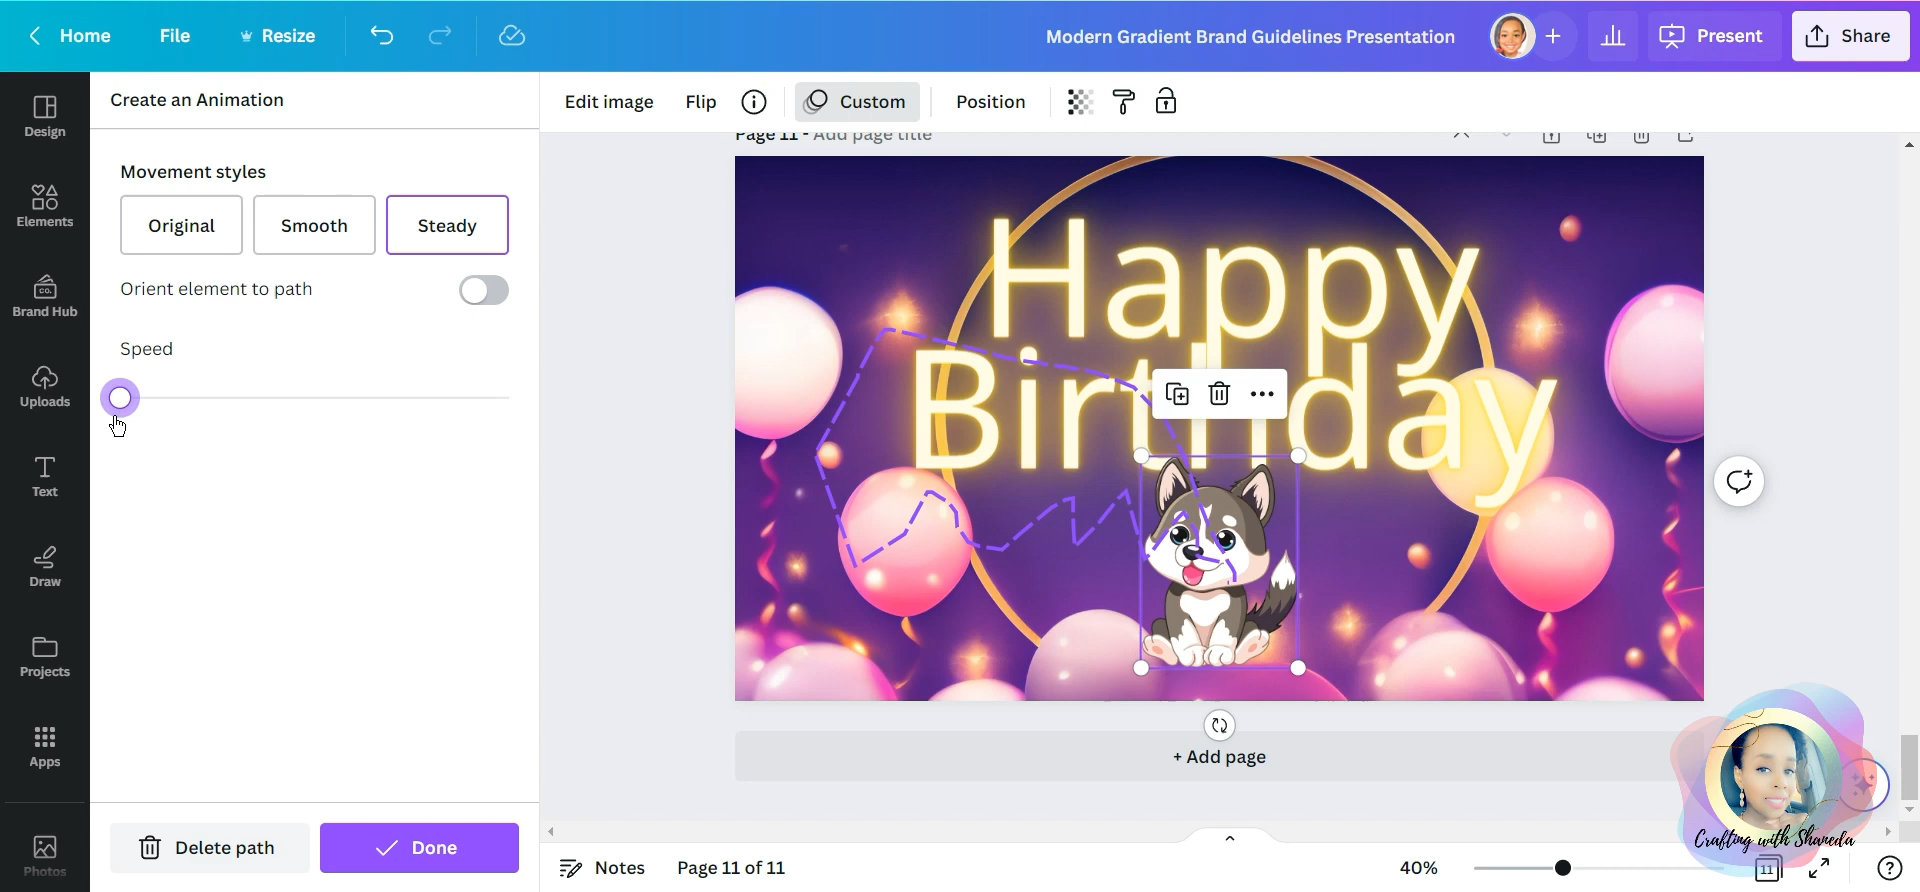 Home File Resize Modern Gradient Brand Guidelines Presentation Present Share
Create an Animation
Edit image Flip Custom Position
Design
Elements
Brand Hub
CO.
Uploads
Text
Draw
Projects
Apps
Photos
Movement styles
Original Smooth Steady
Orient element to path
Speed
Delete path Done
Page 11 - Add page title
Happy
Birthday
+ Add page
Crafting with Shaneda
Notes Page 11 of 11 40% 11